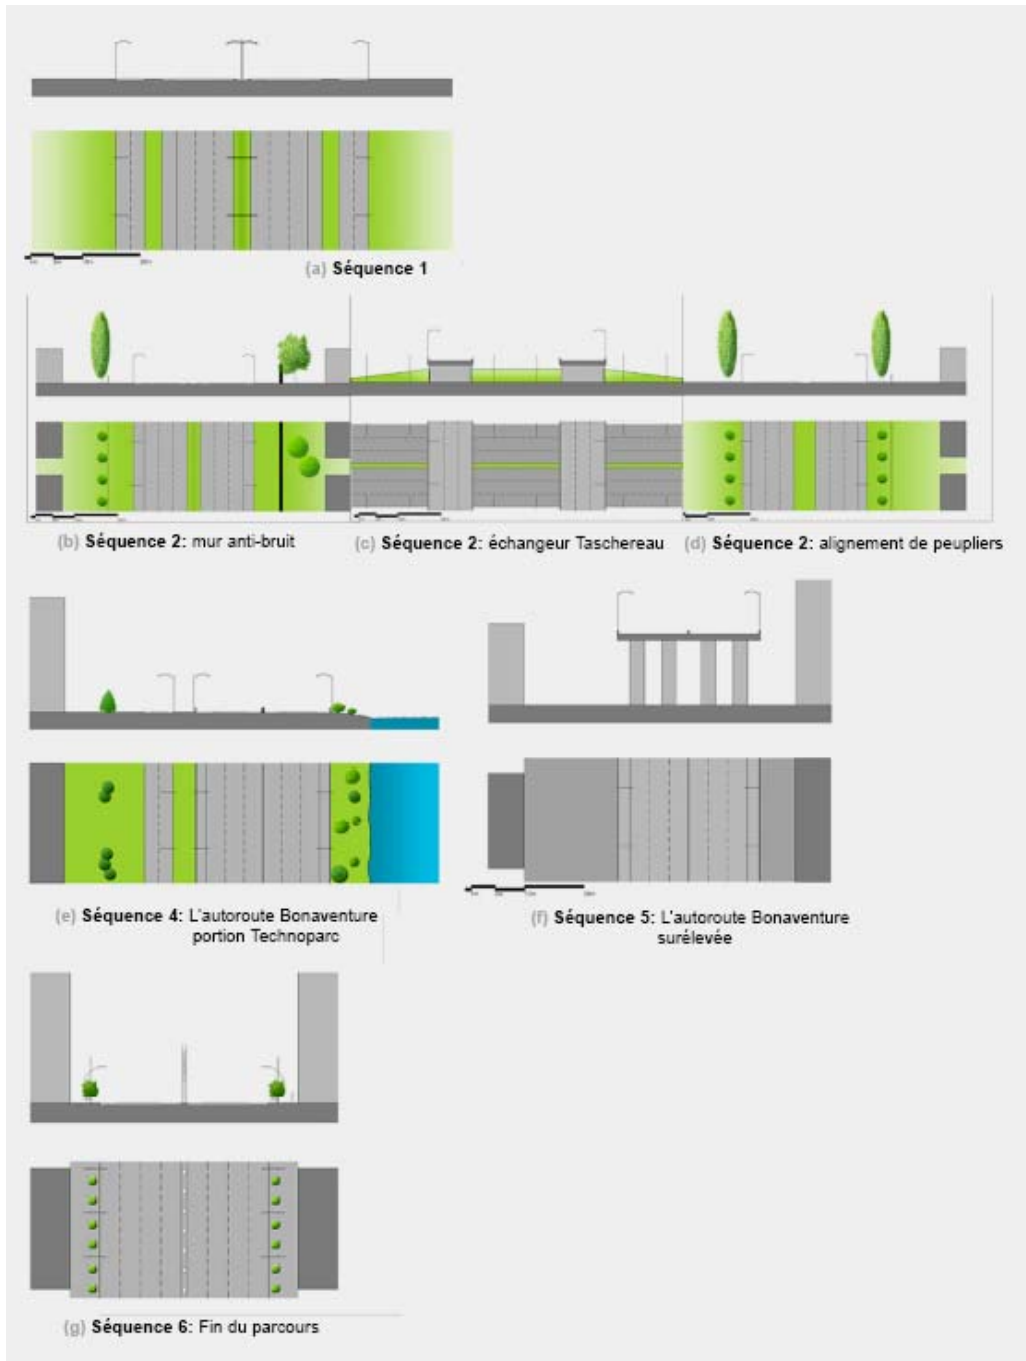 (a) Séquence 1
(b) Séquence 2: mur anti-bruit
(c) Séquence 2: échangeur Taschereau
(d) Séquence 2: alignement de peupliers
(e) Séquence 4: L'autoroute Bonaventure
portion Technoparc
(f) Séquence 5: L'autoroute Bonaventure
surélevée
(g) Séquence 6: Fin du parcours